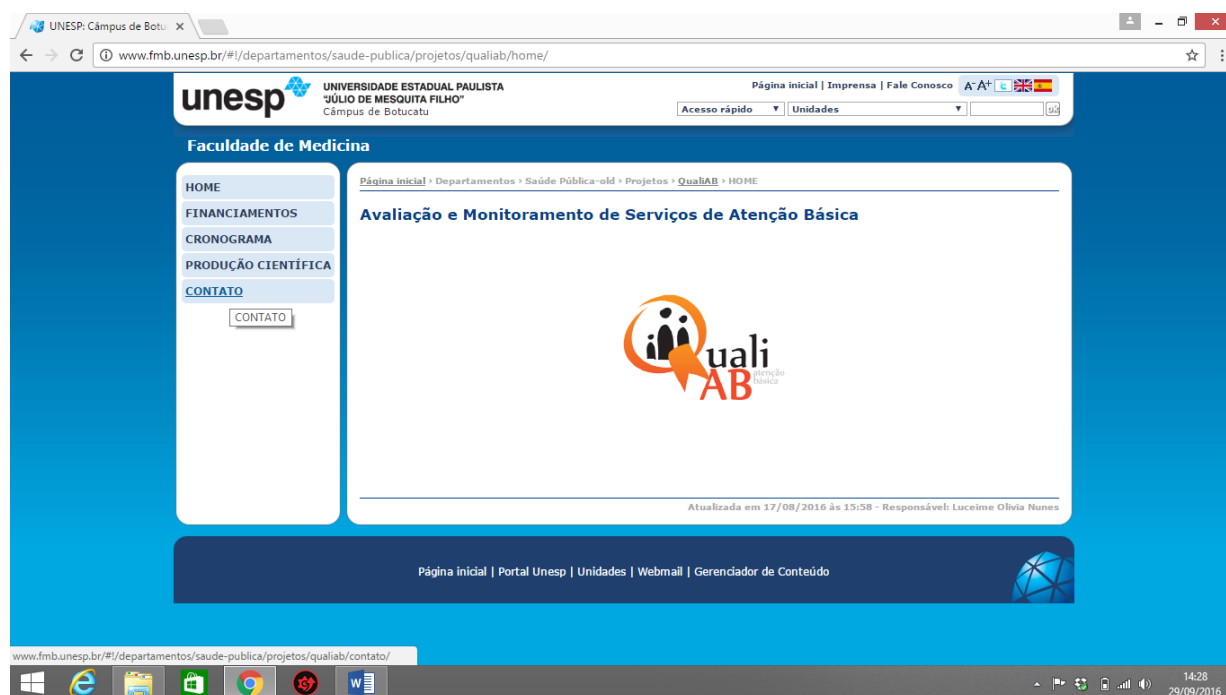 UNESP: Câmpus de Botu
www.fmb.unesp.br/#!/departamentos/saude-publica/projetos/qualiab/home/
unesp
UNIVERSIDADE ESTADUAL PAULISTA
"JÚLIO DE MESQUITA FILHO"
Câmpus de Botucatu
Página inicial | Imprensa | Fale Conosco A- A+
Acesso rápido Unidades ok
Faculdade de Medicina
HOME
FINANCIAMENTOS
CRONOGRAMA
PRODUÇÃO CIENTÍFICA
CONTATO
CONTATO
Página inicial › Departamentos › Saúde Pública-old › Projetos › QualiAB › HOME
Avaliação e Monitoramento de Serviços de Atenção Básica
Quali
AB atenção
básica
Atualizada em 17/08/2016 às 15:58 - Responsável: Luceime Olivia Nunes
Página inicial | Portal Unesp | Unidades | Webmail | Gerenciador de Conteúdo
www.fmb.unesp.br/#!/departamentos/saude-publica/projetos/qualiab/contato/
14:28
29/09/2016